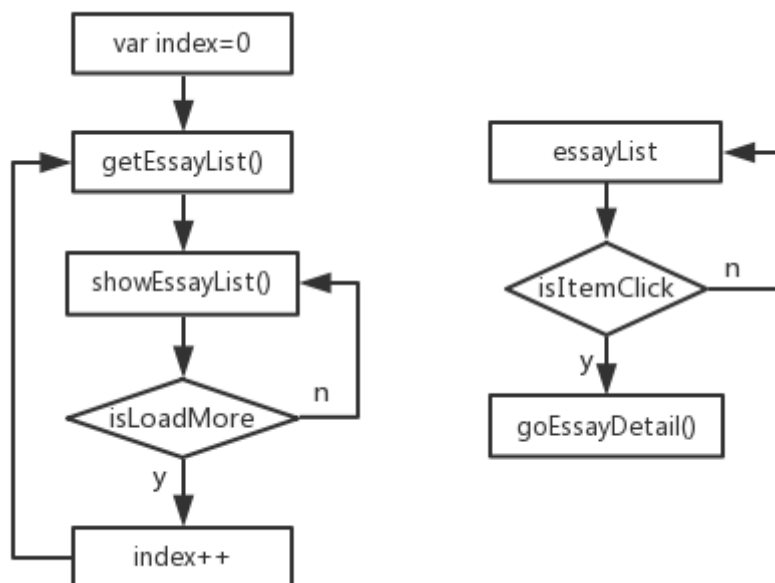 var index=0
getEssayList()
showEssayList()
n
isLoadMore
y
index++
essayList
isItemClick
n
y
goEssayDetail()